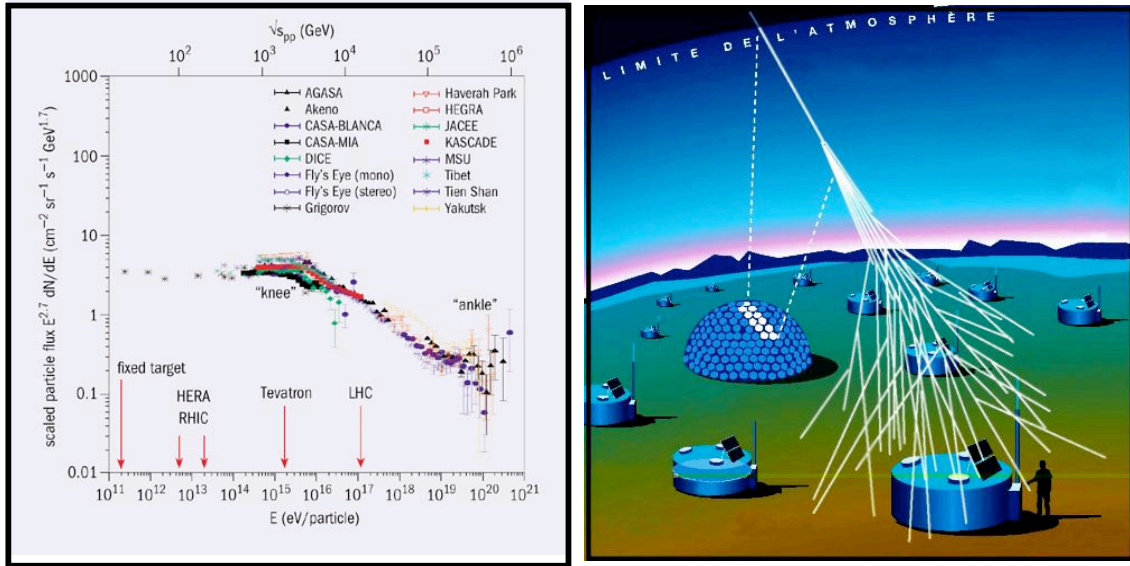 √s_pp (GeV)
10² 10³ 10⁴ 10⁵ 10⁶
scaled particle flux E^2.7 dN/dE (cm⁻² sr⁻¹ s⁻¹ GeV^1.7)
1000
100
10
1
0.1
0.01
AGASA
Akeno
CASA-BLANCA
CASA-MIA
DICE
Fly's Eye (mono)
Fly's Eye (stereo)
Grigorov
Haverah Park
HEGRA
JACEE
KASCADE
MSU
Tibet
Tien Shan
Yakutsk
"knee"
"ankle"
fixed target
HERA
RHIC
Tevatron
LHC
10¹¹ 10¹² 10¹³ 10¹⁴ 10¹⁵ 10¹⁶ 10¹⁷ 10¹⁸ 10¹⁹ 10²⁰ 10²¹
E (eV/particle)
LIMITE DE L'ATMOSPHÈRE